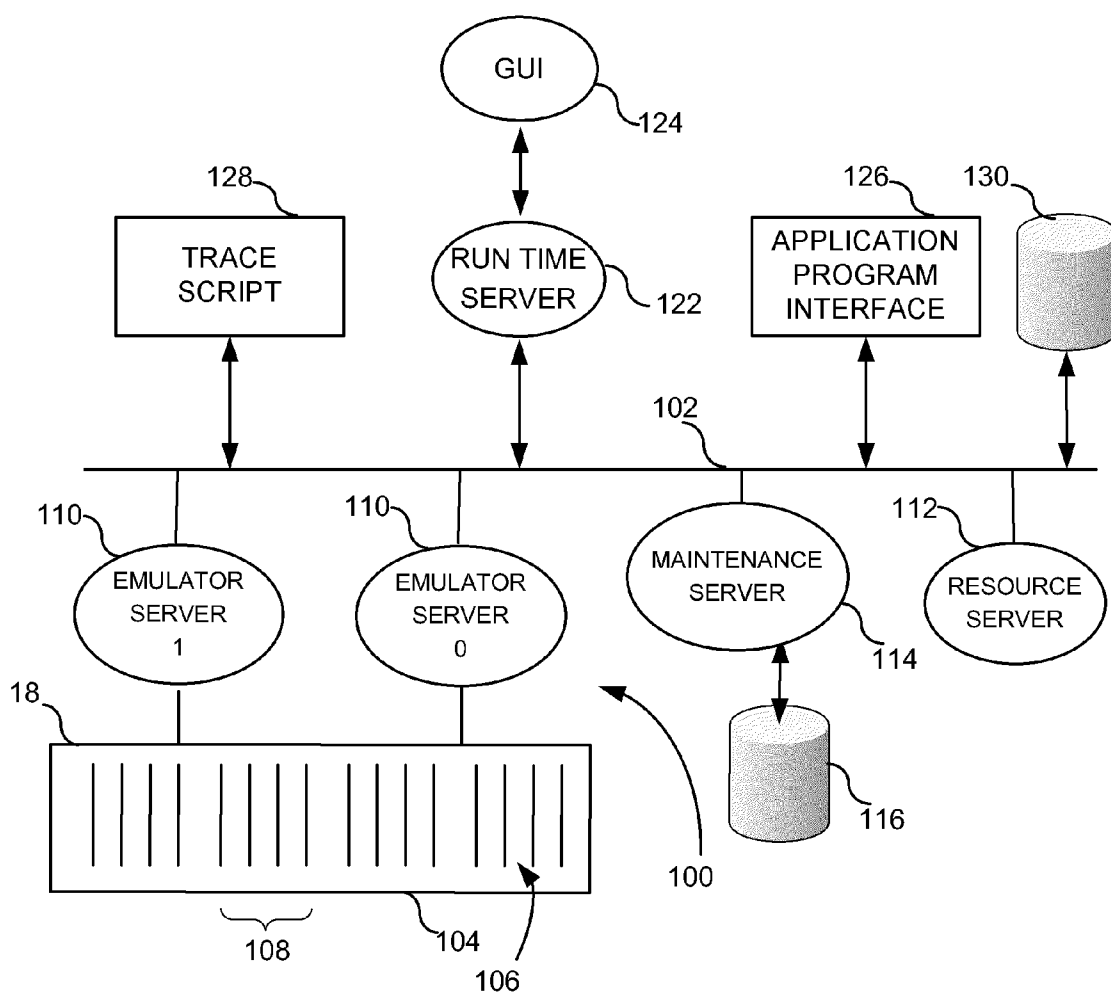 GUI
124
128
TRACE
SCRIPT
RUN TIME
SERVER
122
126
APPLICATION
PROGRAM
INTERFACE
130
102
110
EMULATOR
SERVER
1
110
EMULATOR
SERVER
0
MAINTENANCE
SERVER
114
112
RESOURCE
SERVER
18
116
100
108
104
106